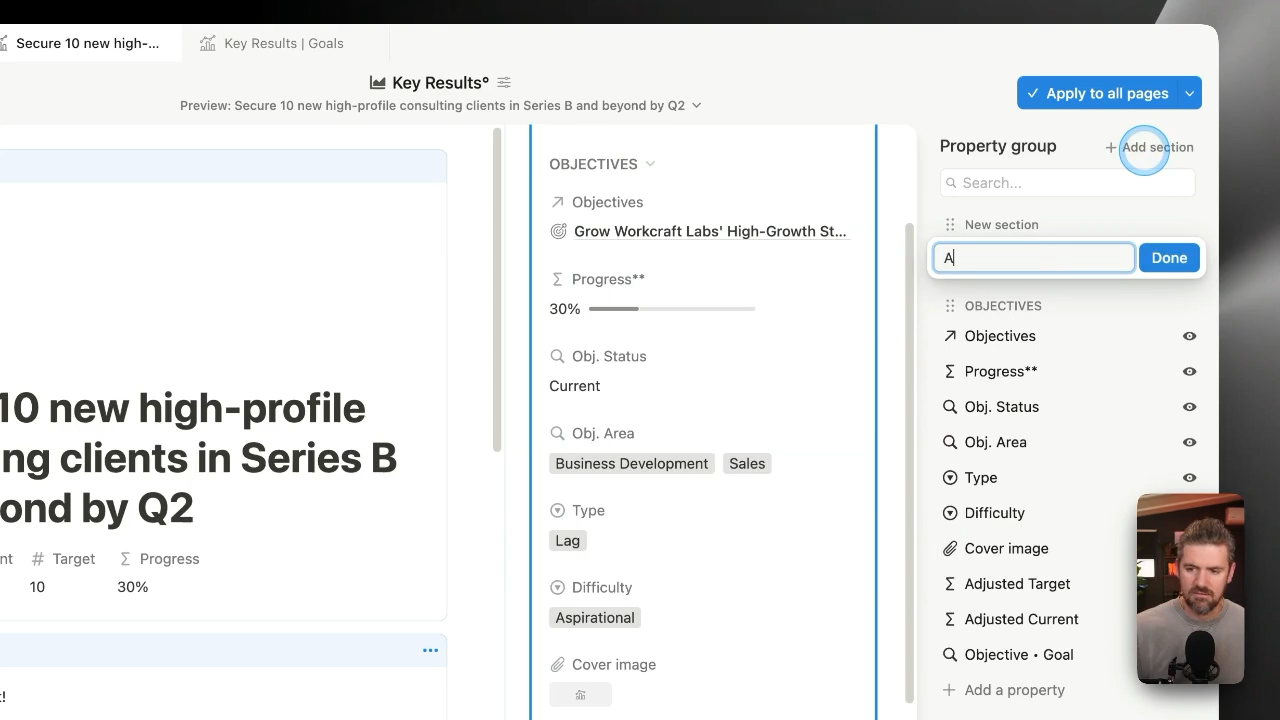 Secure 10 new high-...
Key Results | Goals
Key Results°
Preview: Secure 10 new high-profile consulting clients in Series B and beyond by Q2
Apply to all pages
10 new high-profile
ng clients in Series B
ond by Q2
nt
Target
Progress
10
30%
...
t!
OBJECTIVES
Objectives
Grow Workcraft Labs' High-Growth St...
Progress**
30%
Obj. Status
Current
Obj. Area
Business Development
Sales
Type
Lag
Difficulty
Aspirational
Cover image
Property group
+ Add section
Search...
New section
A
Done
OBJECTIVES
Objectives
Progress**
Obj. Status
Obj. Area
Type
Difficulty
Cover image
Adjusted Target
Adjusted Current
Objective • Goal
+ Add a property